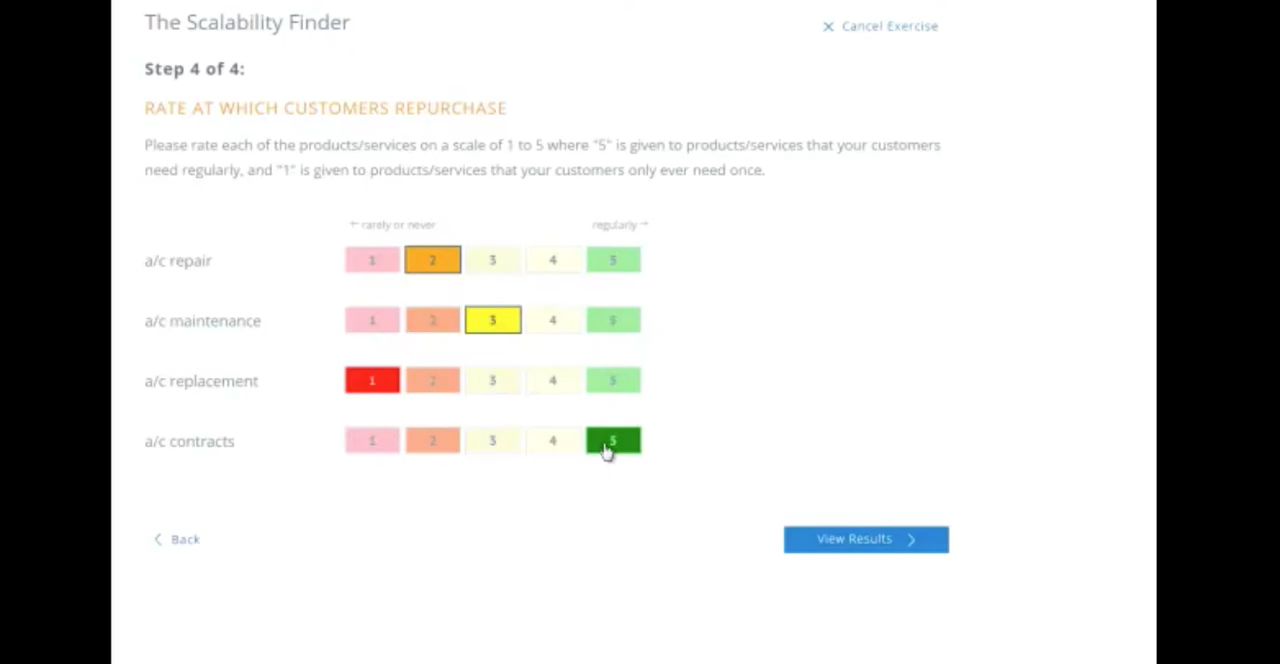 The Scalability Finder
× Cancel Exercise
Step 4 of 4:
RATE AT WHICH CUSTOMERS REPURCHASE
Please rate each of the products/services on a scale of 1 to 5 where "5" is given to products/services that your customers
need regularly, and "1" is given to products/services that your customers only ever need once.
← rarely or never regularly →
a/c repair 1 2 3 4 5
a/c maintenance 1 2 3 4 5
a/c replacement 1 2 3 4 5
a/c contracts 1 2 3 4 5
< Back
View Results >